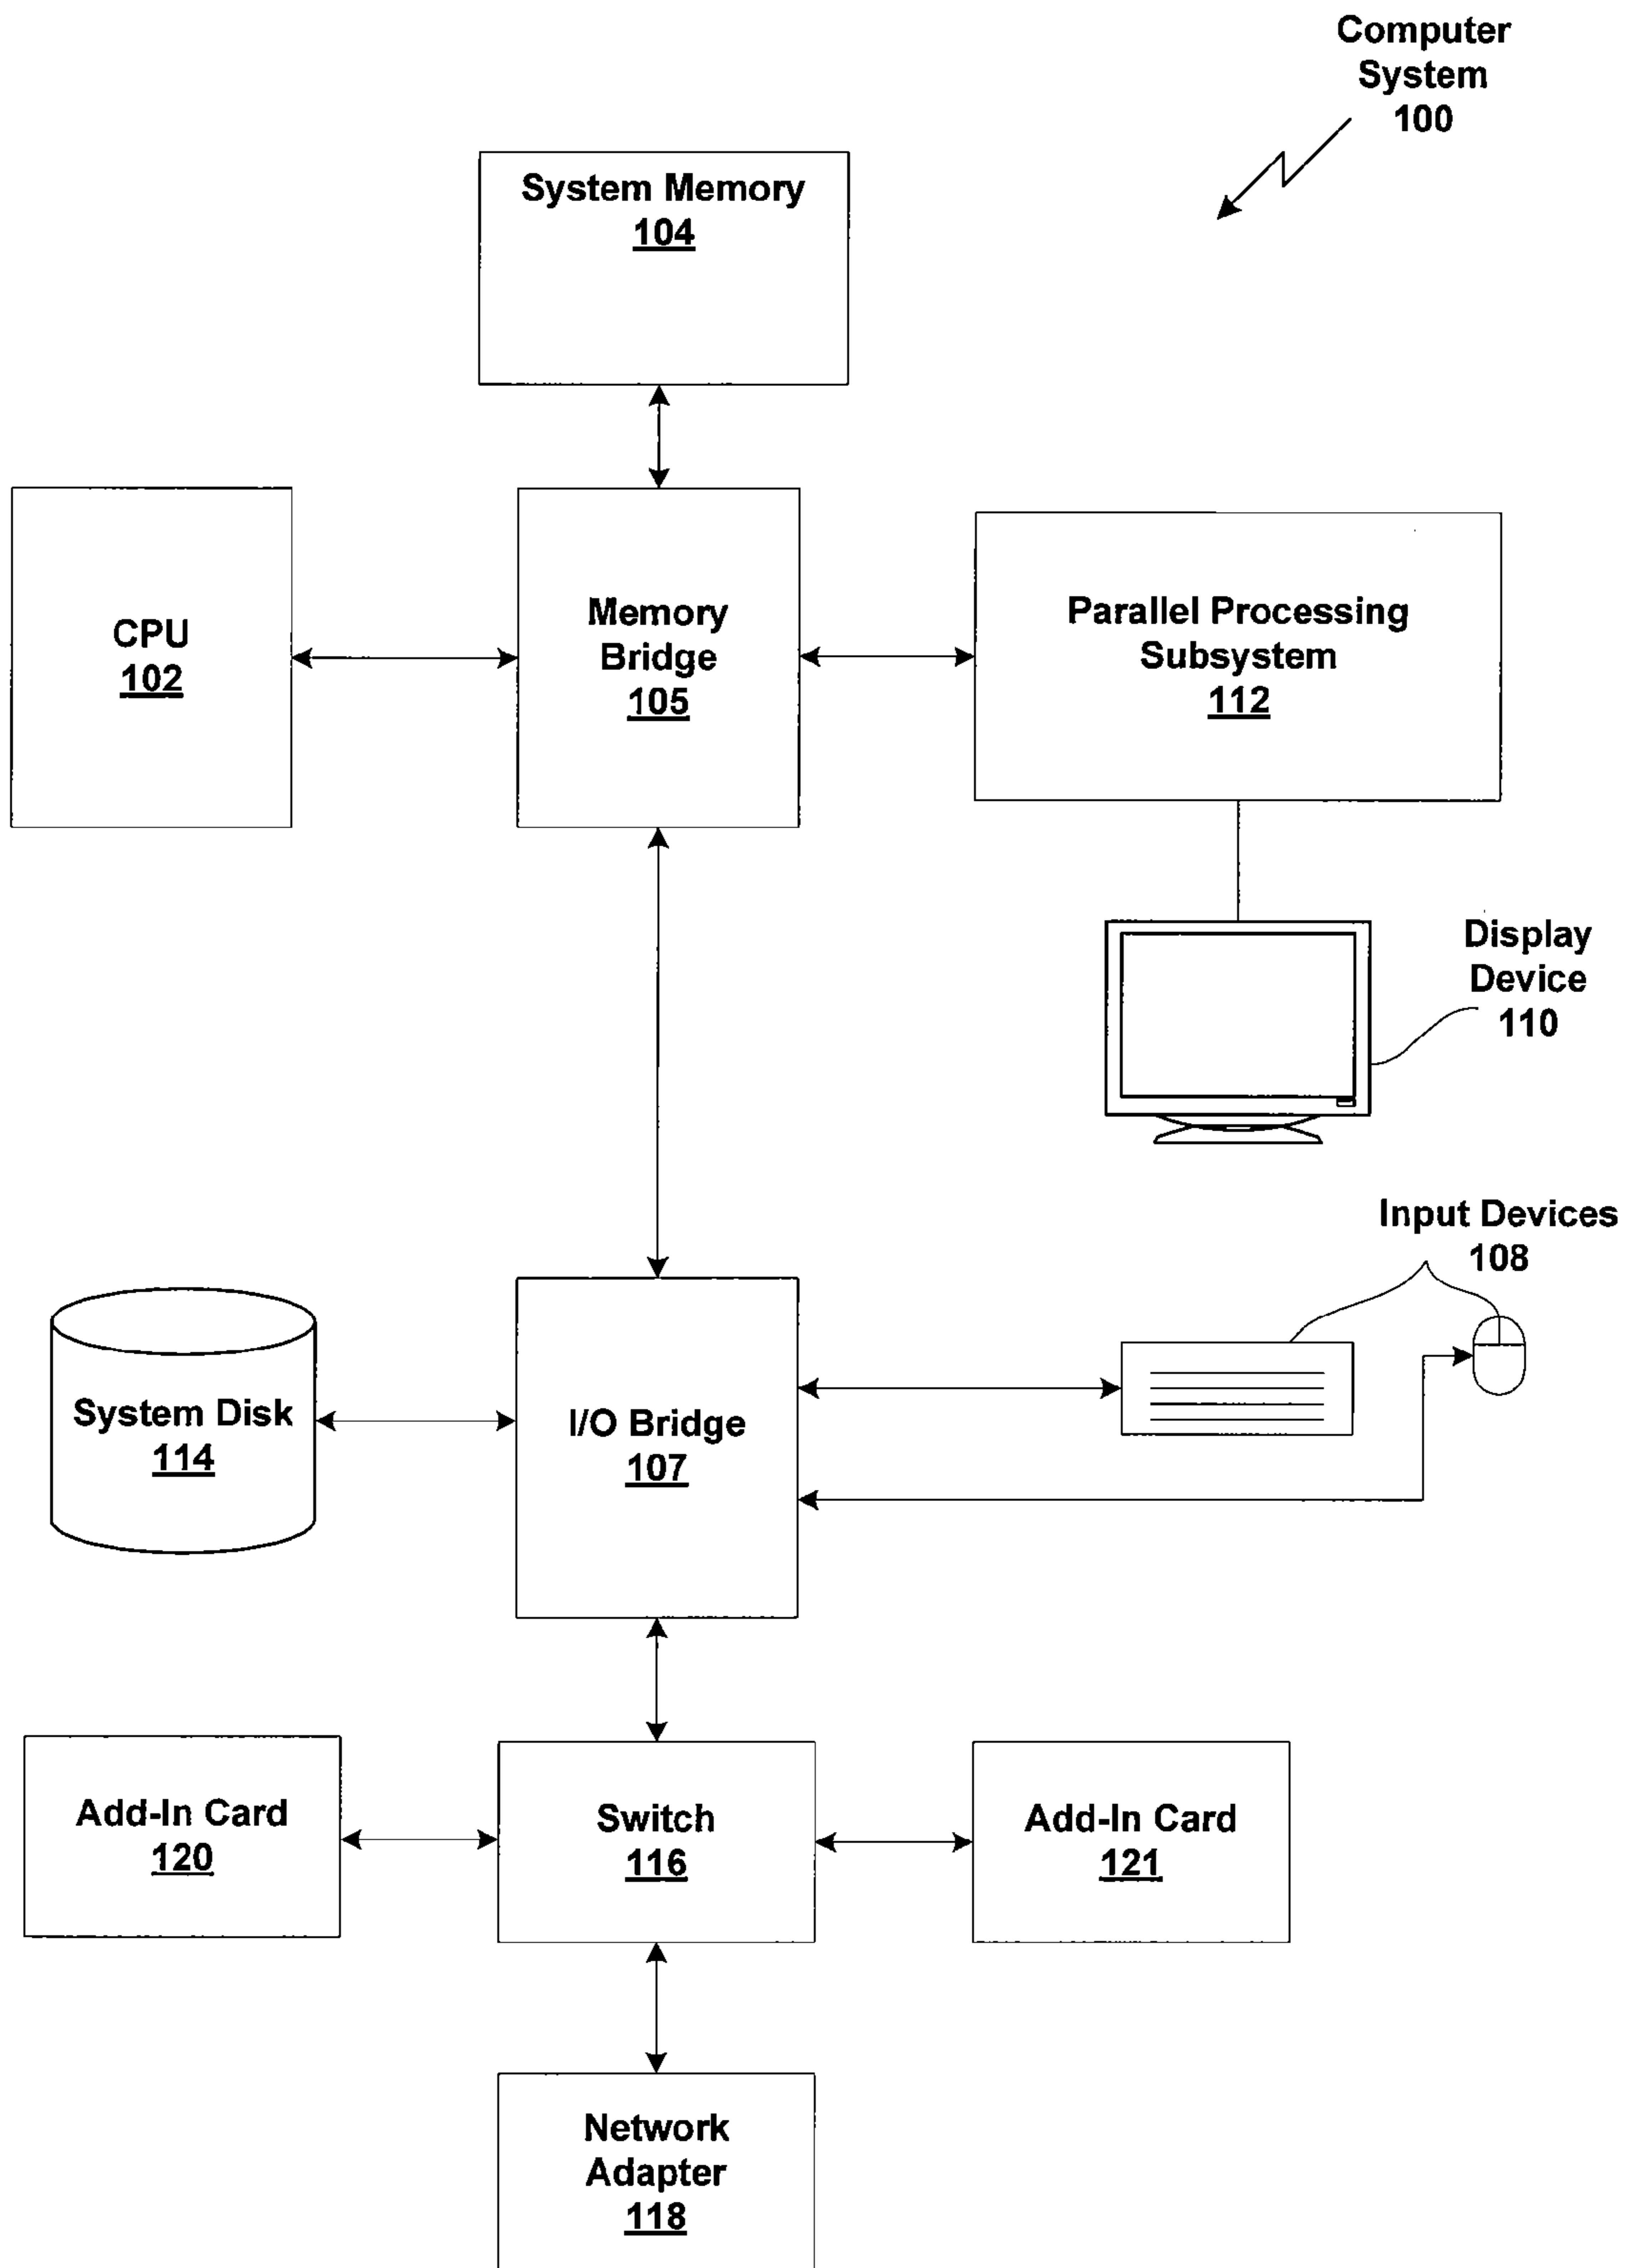 Computer
System
100
System Memory
104
CPU
102
Memory
Bridge
105
Parallel Processing
Subsystem
112
Display
Device
110
Input Devices
108
System Disk
114
I/O Bridge
107
Add-In Card
120
Switch
116
Add-In Card
121
Network
Adapter
118